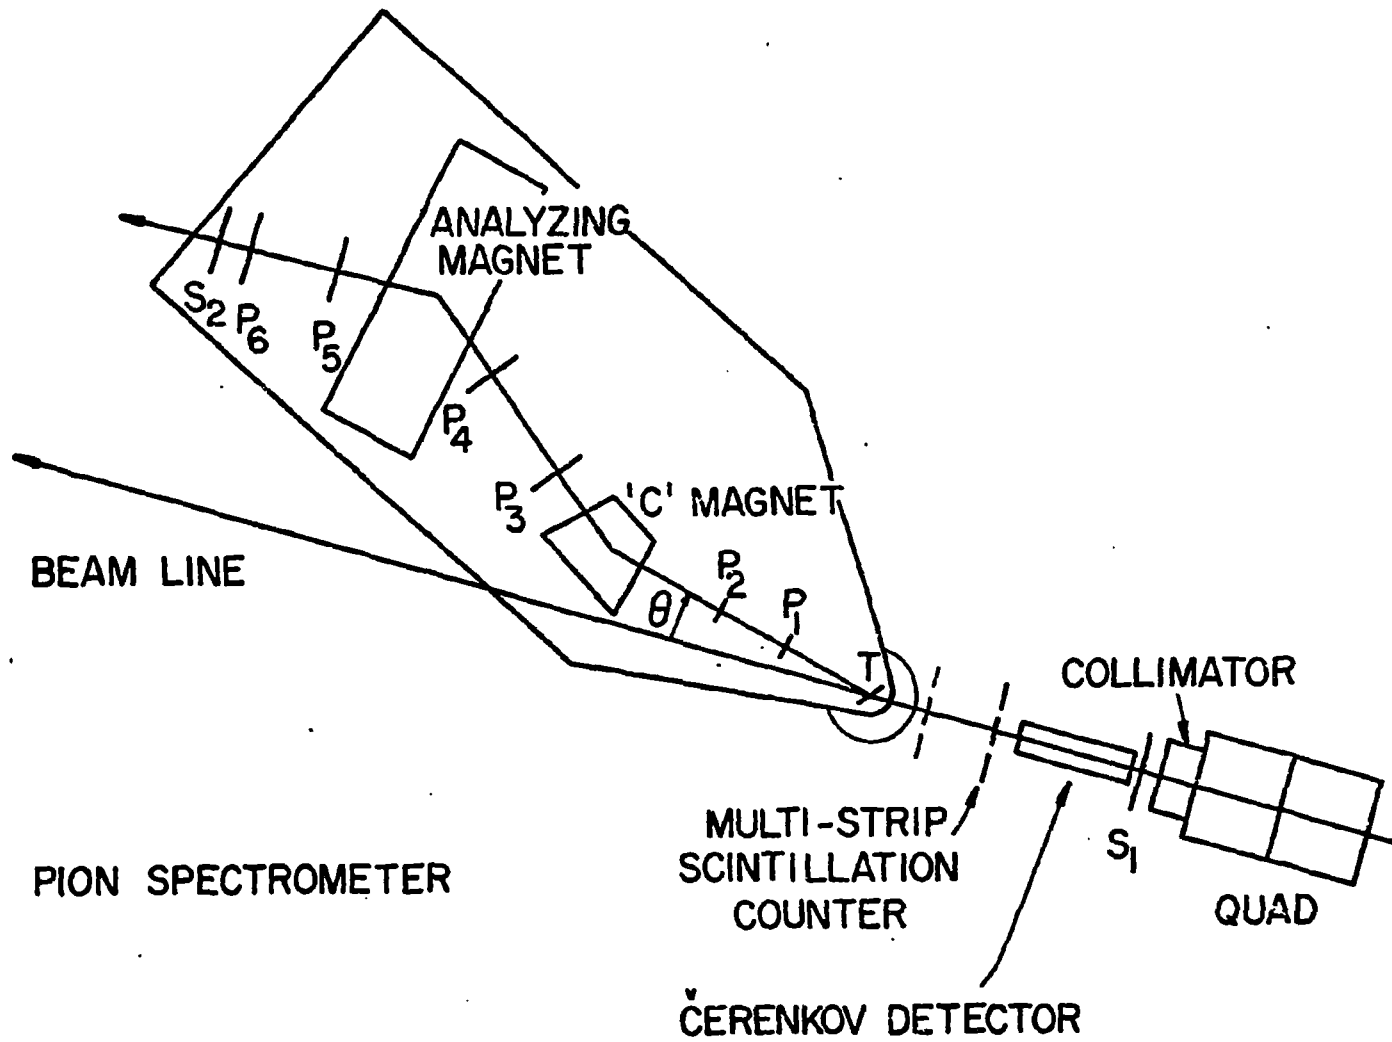 ANALYZING
MAGNET
S2
P6
P5
P4
P3
'C' MAGNET
P2
P1
θ
T
BEAM LINE
COLLIMATOR
MULTI-STRIP
SCINTILLATION
COUNTER
S1
QUAD
PION SPECTROMETER
ČERENKOV DETECTOR